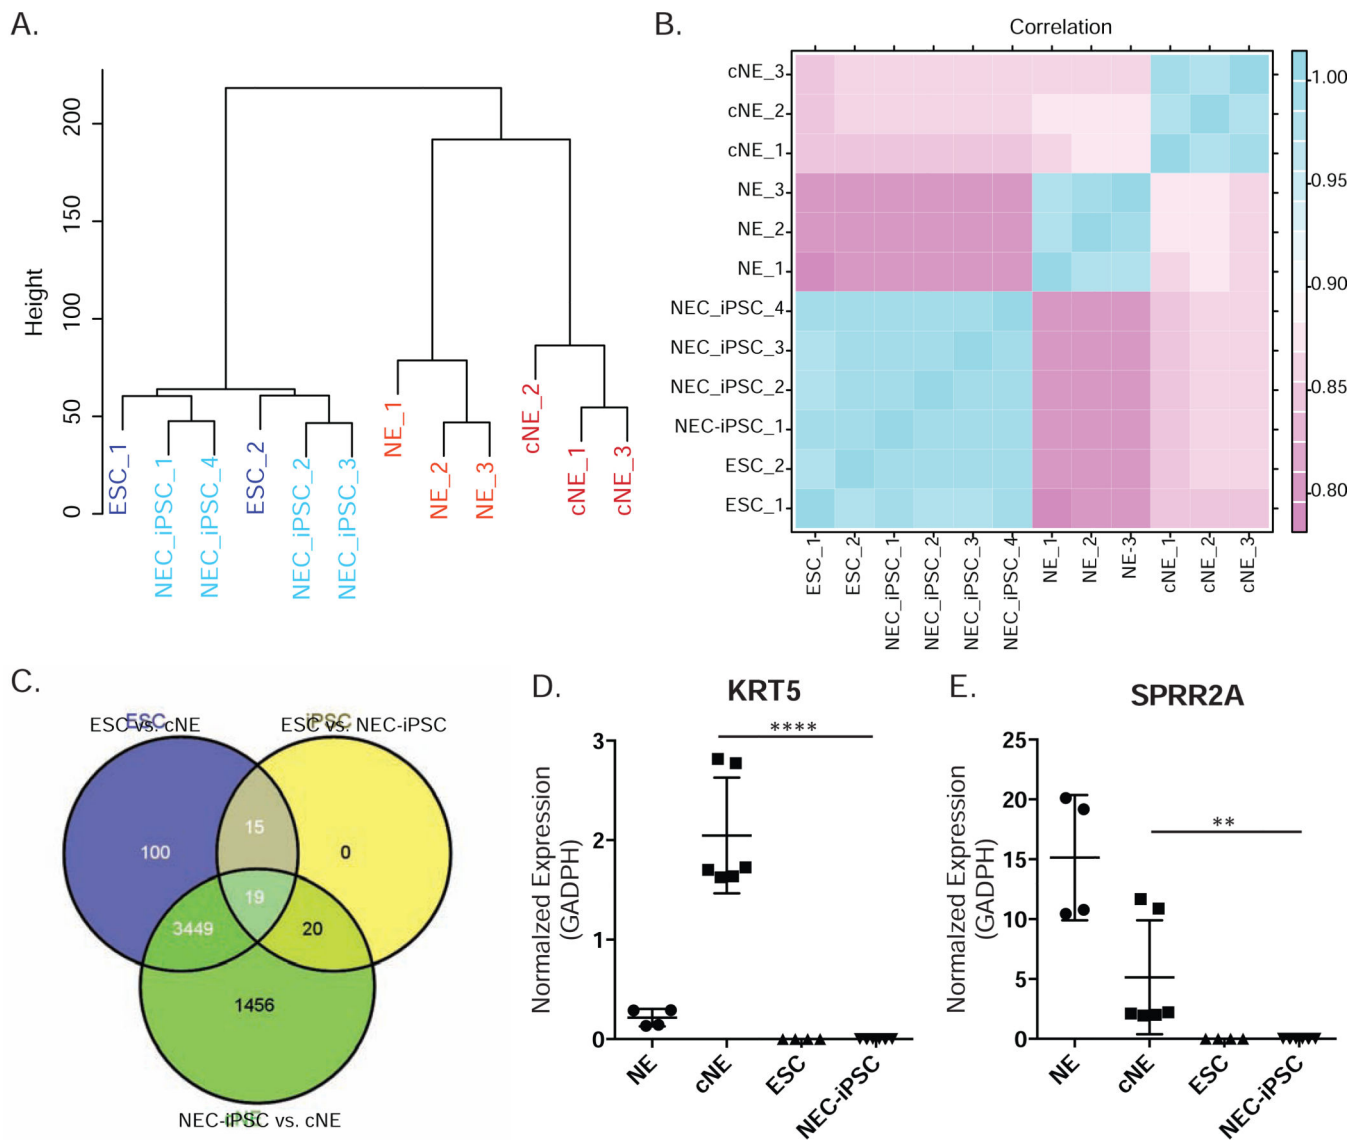 A.
Height
0
50
100
150
200
ESC_1
NEC_iPSC_1
NEC_iPSC_4
ESC_2
NEC_iPSC_2
NEC_iPSC_3
NE_1
NE_2
NE_3
cNE_2
cNE_1
cNE_3
B.
Correlation
cNE_3
cNE_2
cNE_1
NE_3
NE_2
NE_1
NEC_iPSC_4
NEC_iPSC_3
NEC_iPSC_2
NEC-iPSC_1
ESC_2
ESC_1
ESC_1
ESC_2
NEC_iPSC_1
NEC_iPSC_2
NEC_iPSC_3
NEC_iPSC_4
NE_1
NE_2
NE-3
cNE_1
cNE_2
cNE_3
1.00
0.95
0.90
0.85
0.80
C.
ESC
ESC vs. cNE
iPSC
ESC vs. NEC-iPSC
100
15
0
19
3449
20
1456
cNE
NEC-iPSC vs. cNE
D.
KRT5
****
Normalzed Expression
(GADPH)
3
2
1
0
NE
cNE
ESC
NEC-iPSC
E.
SPRR2A
**
Normalzed Expression
(GADPH)
25
20
15
10
5
0
NE
cNE
ESC
NEC-iPSC